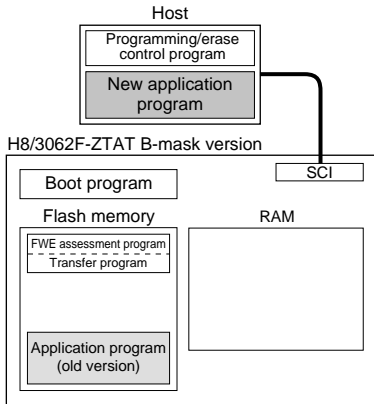 Host
Programming/erase
control program
New application
program
H8/3062F-ZTAT B-mask version
SCI
Boot program
Flash memory
RAM
FWE assessment program
Transfer program
Application program
(old version)